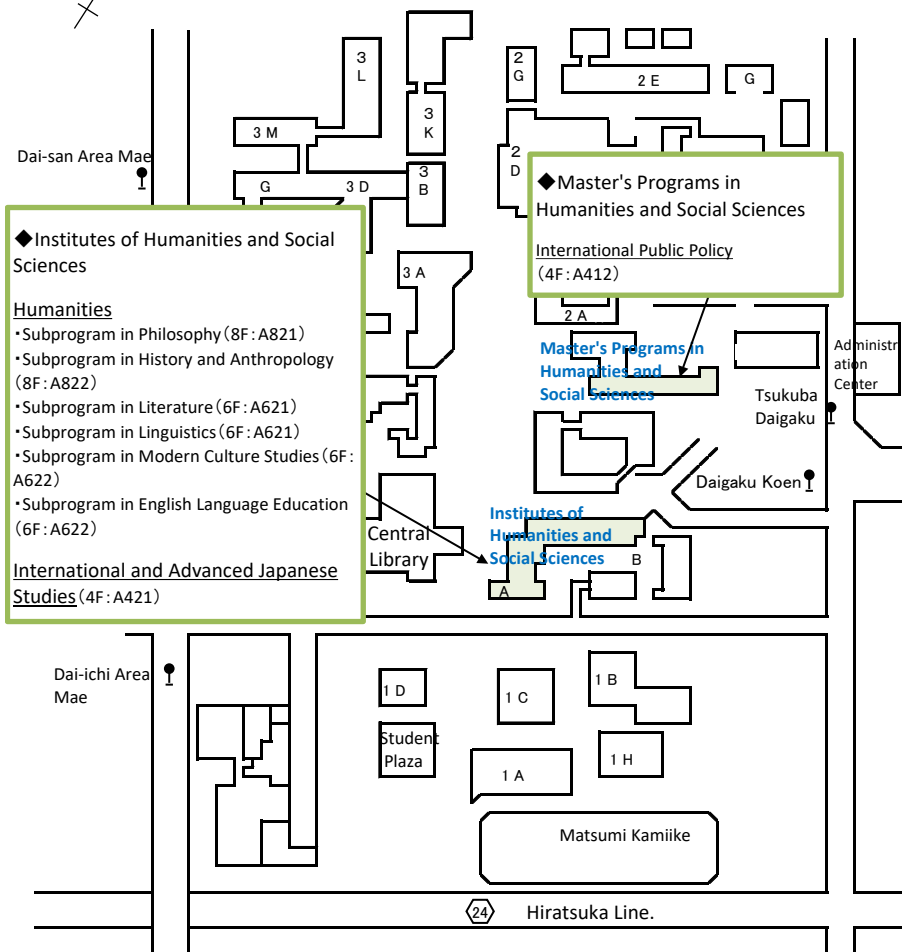 3
L
3
K
2
G
2 E
G
3 M
Dai-san Area Mae
G
3 D
3
B
2
D
◆Master's Programs in
Humanities and Social Sciences
International Public Policy
(4F:A412)
◆Institutes of Humanities and Social
Sciences
Humanities
・Subprogram in Philosophy(8F:A821)
・Subprogram in History and Anthropology
(8F:A822)
・Subprogram in Literature(6F:A621)
・Subprogram in Linguistics(6F:A621)
・Subprogram in Modern Culture Studies(6F:
A622)
・Subprogram in English Language Education
(6F:A622)
International and Advanced Japanese
Studies(4F:A421)
3 A
2 A
Master's Programs in
Humanities and
Social Sciences
Administr
ation
Center
Tsukuba
Daigaku
Daigaku Koen
Central
Library
Institutes of
Humanities and
Social Sciences
B
A
Dai-ichi Area
Mae
1 D
1 C
1 B
Student
Plaza
1 A
1 H
Matsumi Kamiike
24
Hiratsuka Line.